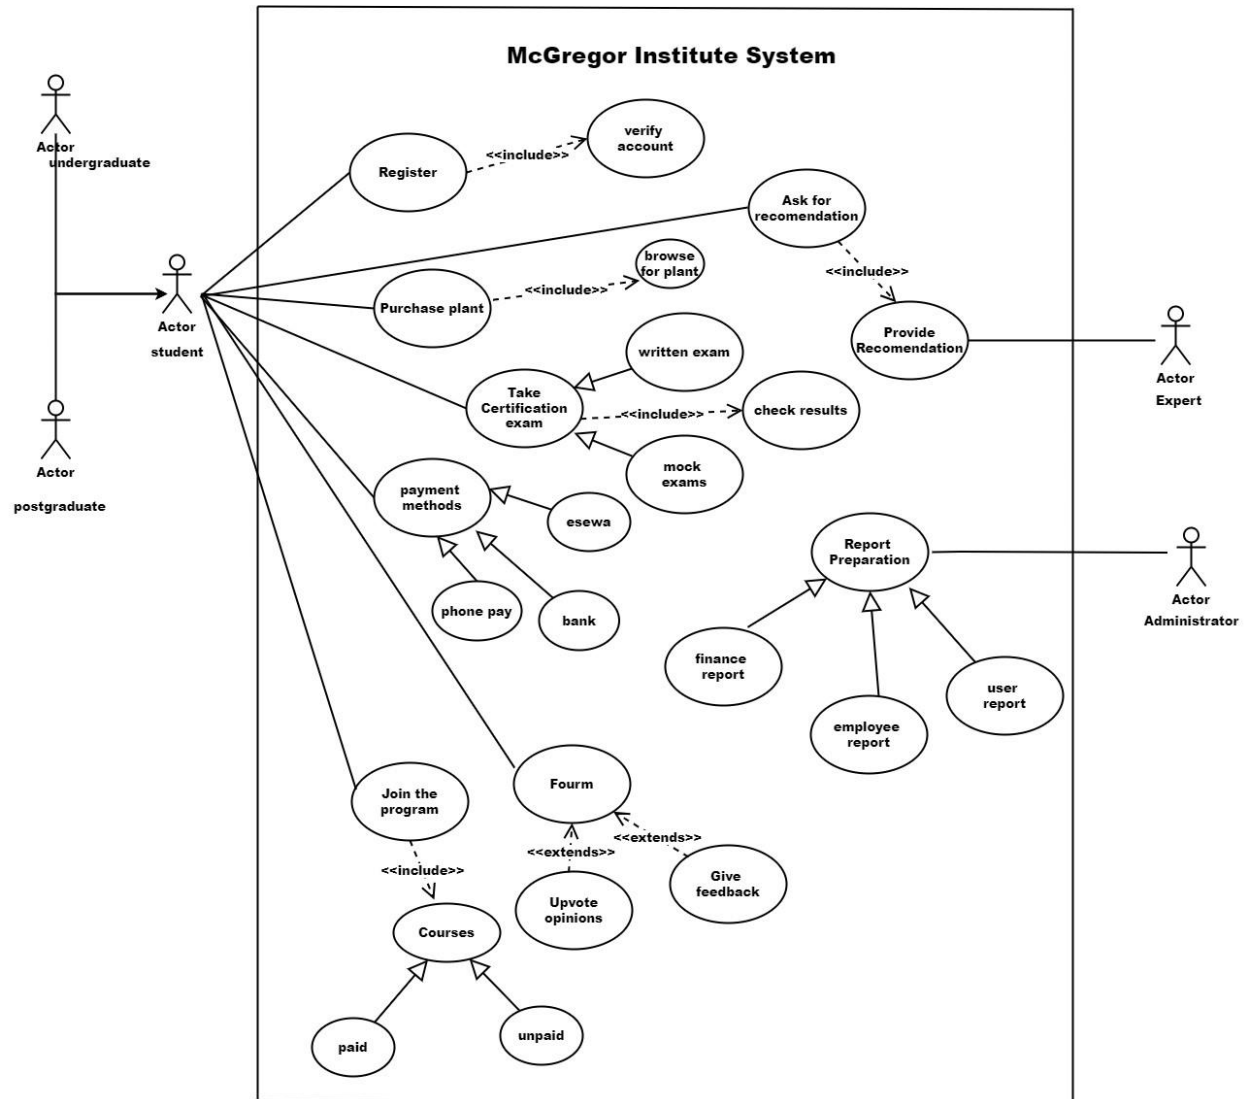 McGregor Institute System
Actor
undergraduate
verify
account
<<include>>
Register
Ask for
recomendation
<<include>>
browse
for plant
<<include>>
Purchase plant
Actor
student
Provide
Recomendation
Actor
Expert
written exam
Take
Certification
exam
<<include>>
check results
mock
exams
Actor
postgraduate
payment
methods
esewa
phone pay
bank
Report
Preparation
Actor
Administrator
finance
report
user
report
employee
report
Join the
program
Fourm
<<include>>
<<extends>>
<<extends>>
Upvote
opinions
Give
feedback
Courses
paid
unpaid